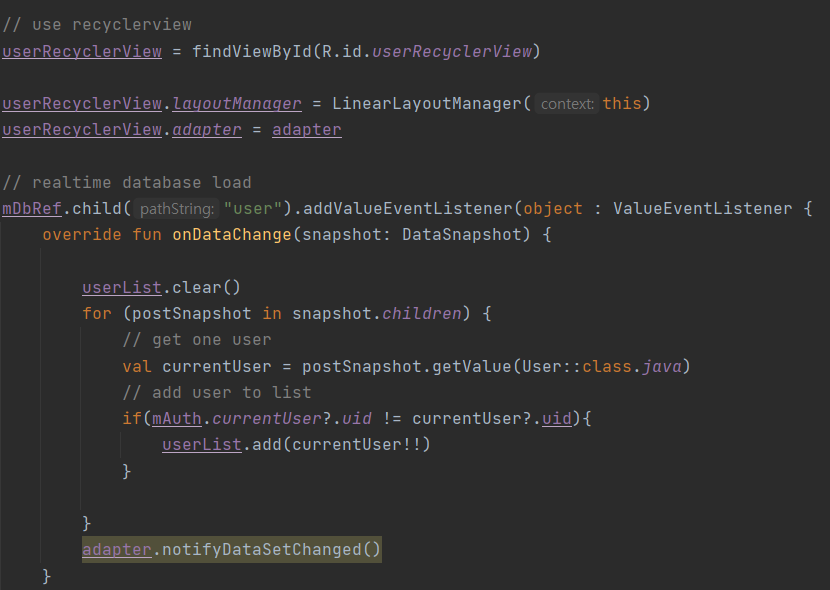 // use recyclerview
userRecyclerView = findViewById(R.id.userRecyclerView)
userRecyclerView.layoutManager = LinearLayoutManager( context: this)
userRecyclerView.adapter = adapter
// realtime database load
mDbRef.child( pathString: "user").addValueEventListener(object : ValueEventListener {
override fun onDataChange(snapshot: DataSnapshot) {
userList.clear()
for (postSnapshot in snapshot.children) {
// get one user
val currentUser = postSnapshot.getValue(User::class.java)
// add user to list
if(mAuth.currentUser?.uid != currentUser?.uid){
userList.add(currentUser!!)
}
}
adapter.notifyDataSetChanged()
}